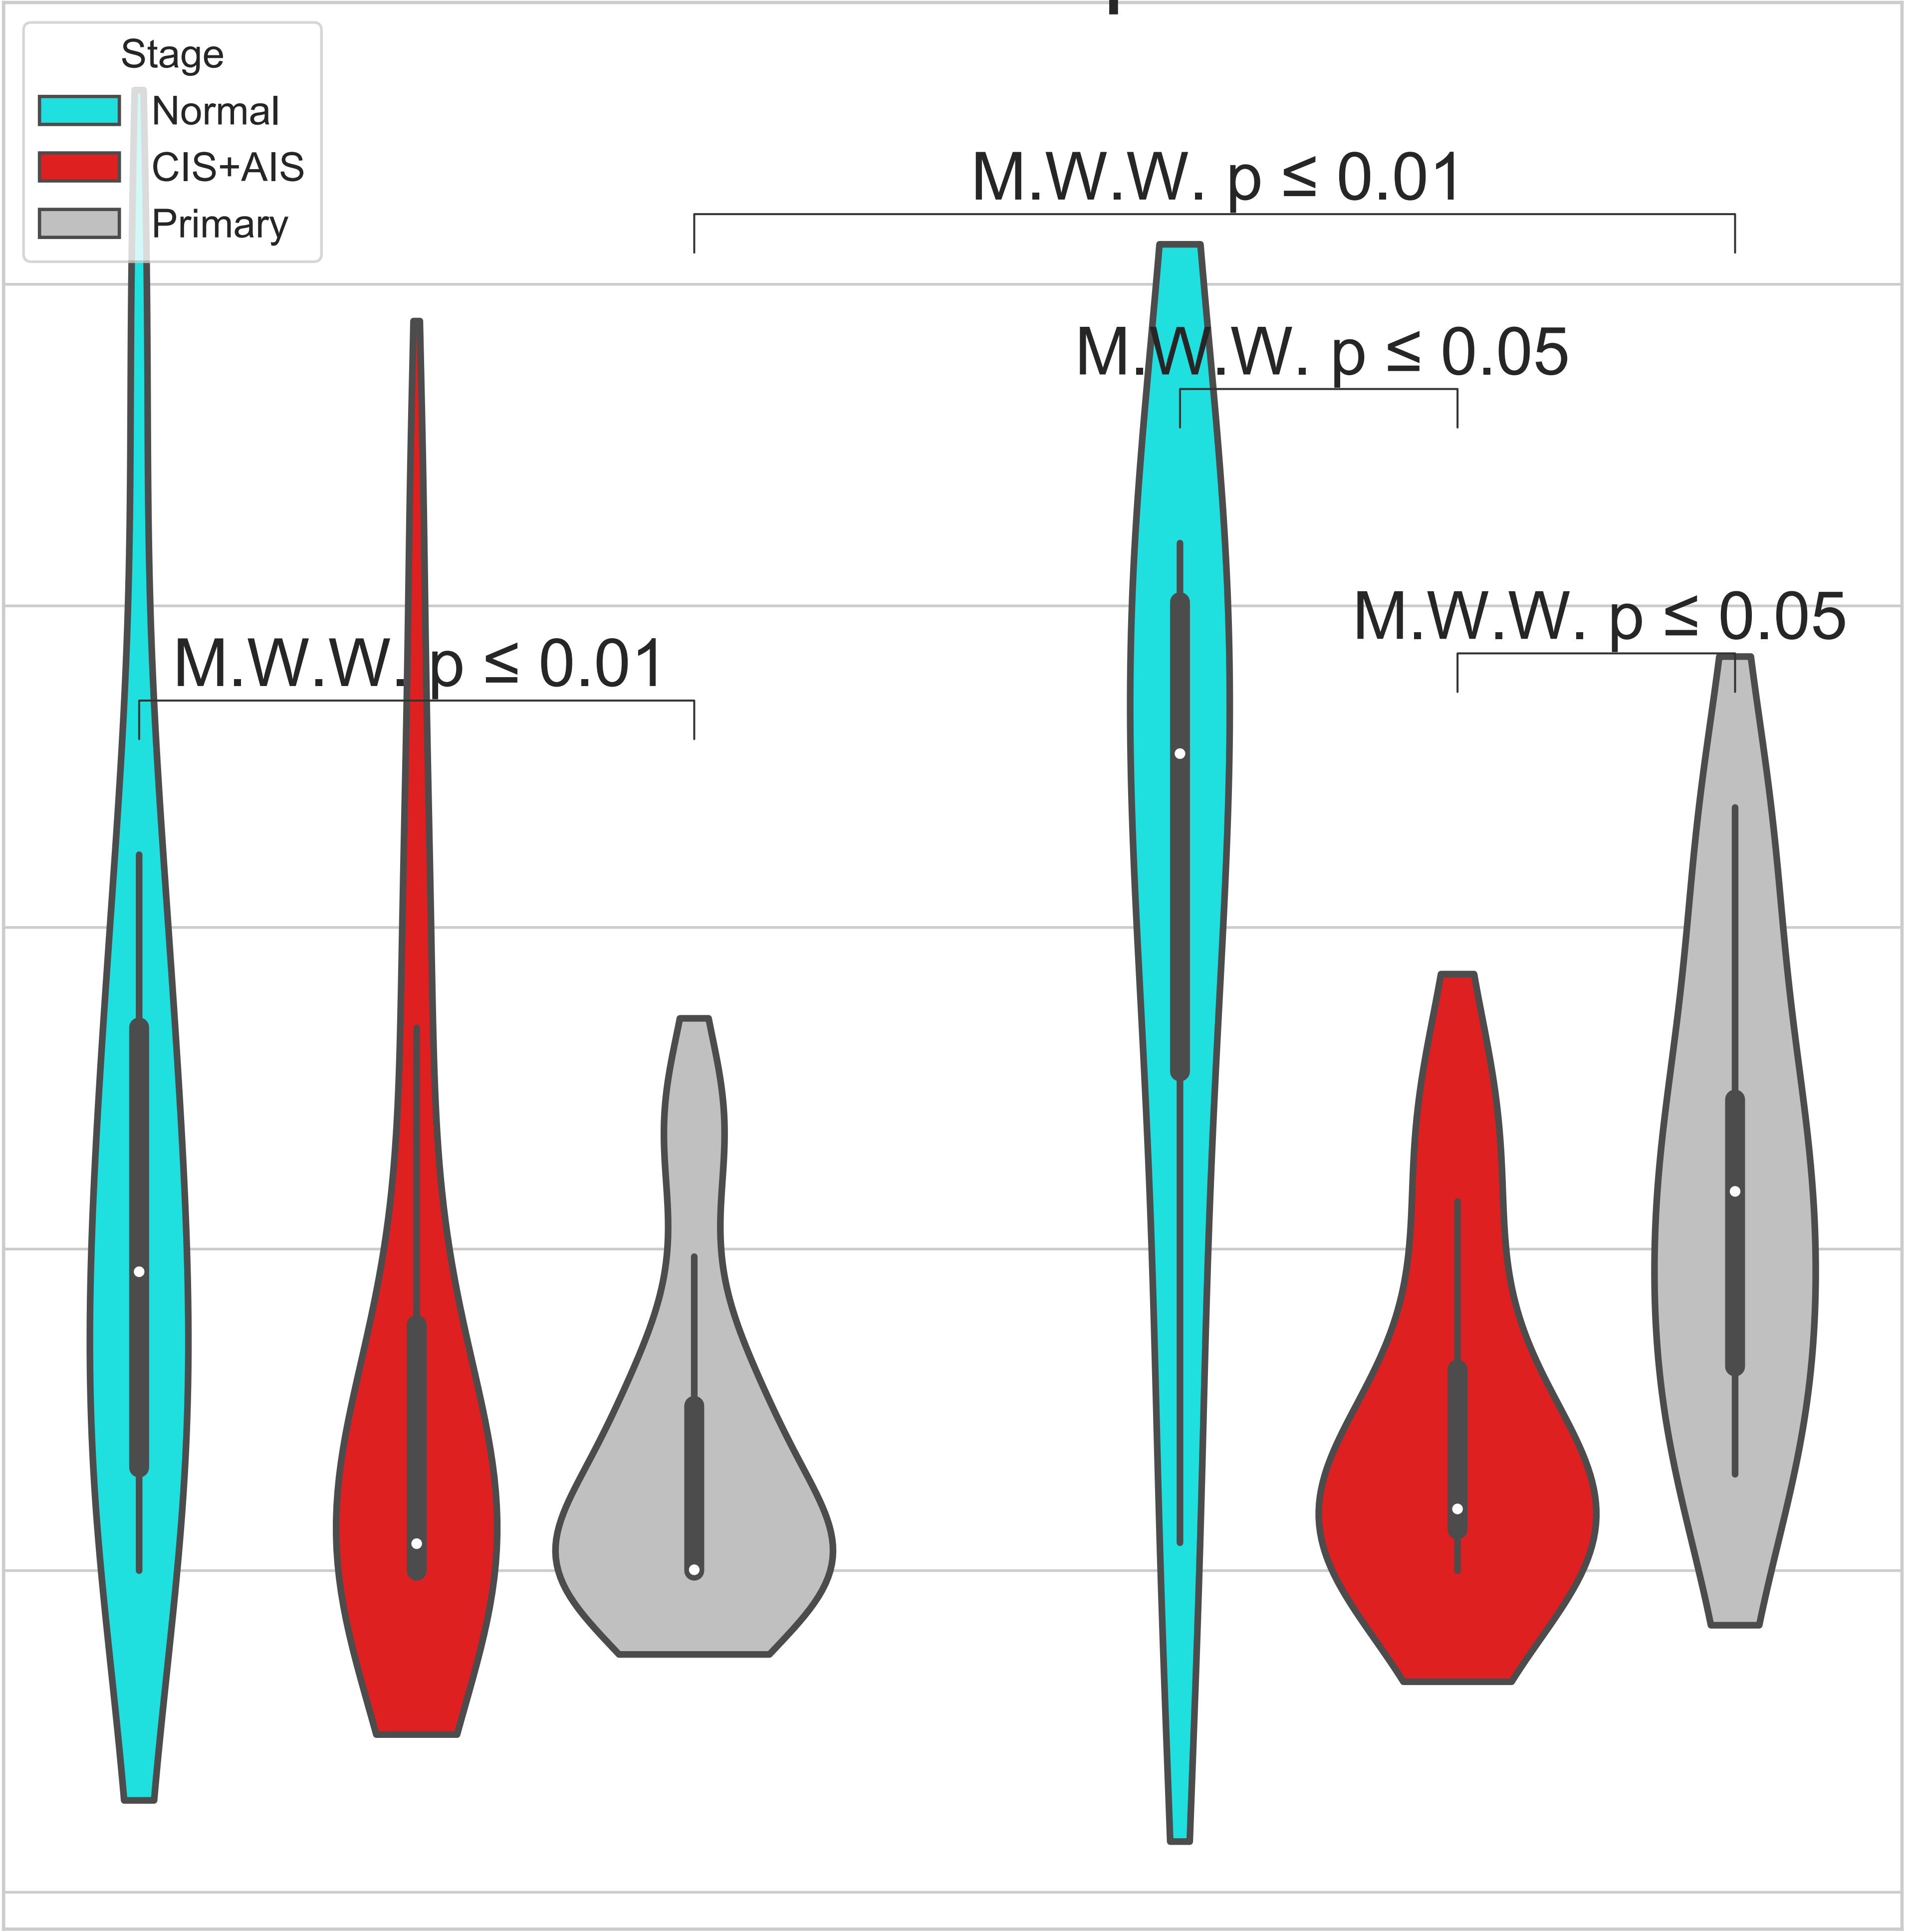 Stage
Normal
CIS+AIS
Primary
M.W.W. p ≤ 0.01
M.W.W. p ≤ 0.05
M.W.W. p ≤ 0.05
M.W.W. p ≤ 0.01